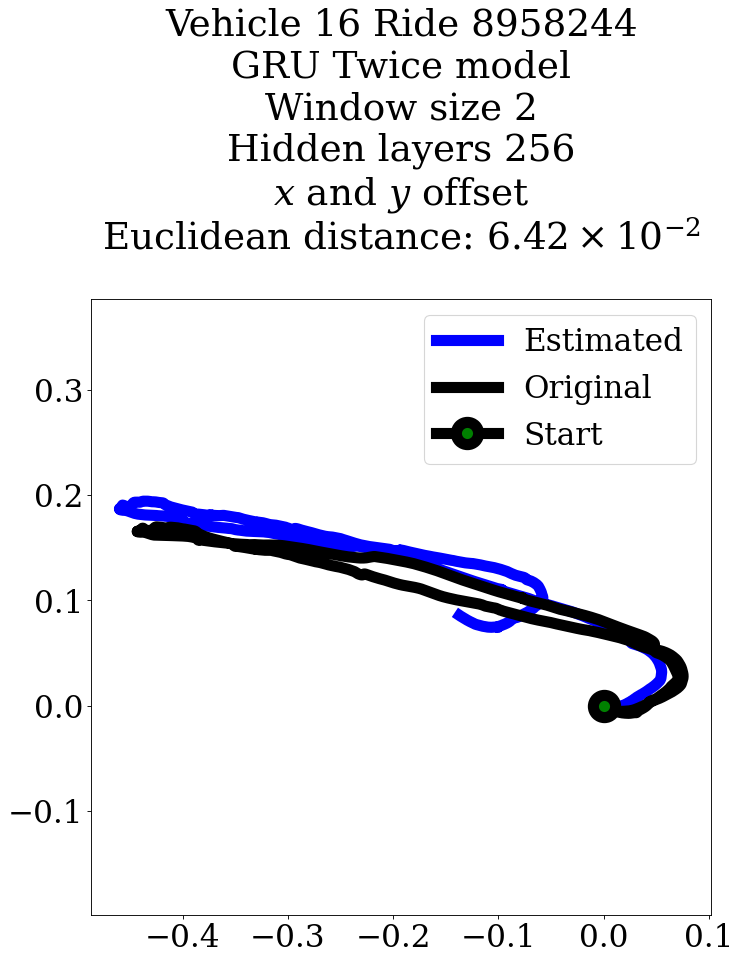 Vehicle 16 Ride 8958244
GRU Twice model
Window size 2
Hidden layers 256
x and y offset
Euclidean distance: 6.42 × 10⁻²
Estimated
Original
Start
0.3
0.2
0.1
0.0
−0.1
−0.4 −0.3 −0.2 −0.1 0.0 0.1